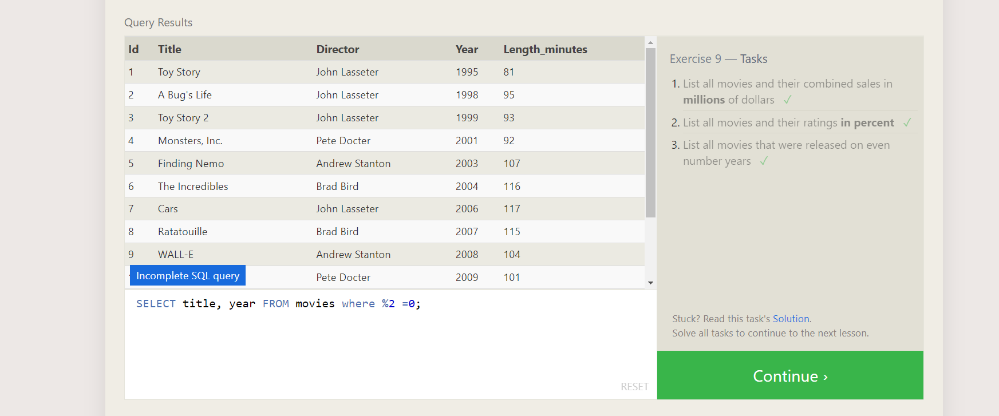 Query Results
Id Title Director Year Length_minutes
1 Toy Story John Lasseter 1995 81
2 A Bug's Life John Lasseter 1998 95
3 Toy Story 2 John Lasseter 1999 93
4 Monsters, Inc. Pete Docter 2001 92
5 Finding Nemo Andrew Stanton 2003 107
6 The Incredibles Brad Bird 2004 116
7 Cars John Lasseter 2006 117
8 Ratatouille Brad Bird 2007 115
9 WALL-E Andrew Stanton 2008 104
Pete Docter 2009 101
Incomplete SQL query
SELECT title, year FROM movies where %2 =0;
RESET
Exercise 9 — Tasks
1. List all movies and their combined sales in
millions of dollars ✓
2. List all movies and their ratings in percent ✓
3. List all movies that were released on even
number years ✓
Stuck? Read this task's Solution.
Solve all tasks to continue to the next lesson.
Continue ›